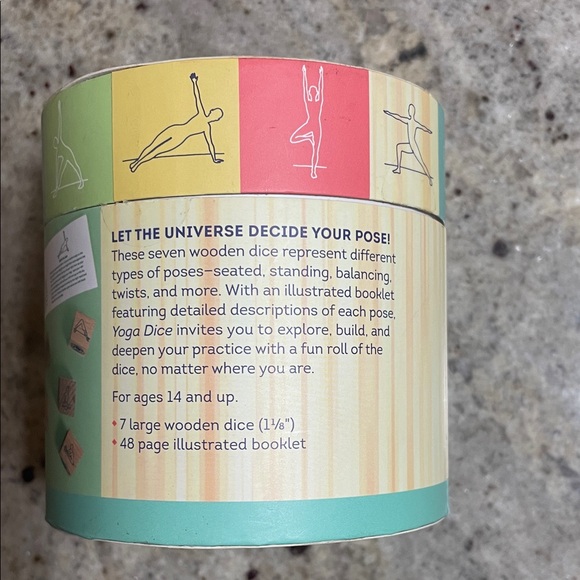 LET THE UNIVERSE DECIDE YOUR POSE!
These seven wooden dice represent different
types of poses—seated, standing, balancing,
twists, and more. With an illustrated booklet
featuring detailed descriptions of each pose,
Yoga Dice invites you to explore, build, and
deepen your practice with a fun roll of the
dice, no matter where you are.
For ages 14 and up.
7 large wooden dice (1⅛")
48 page illustrated booklet